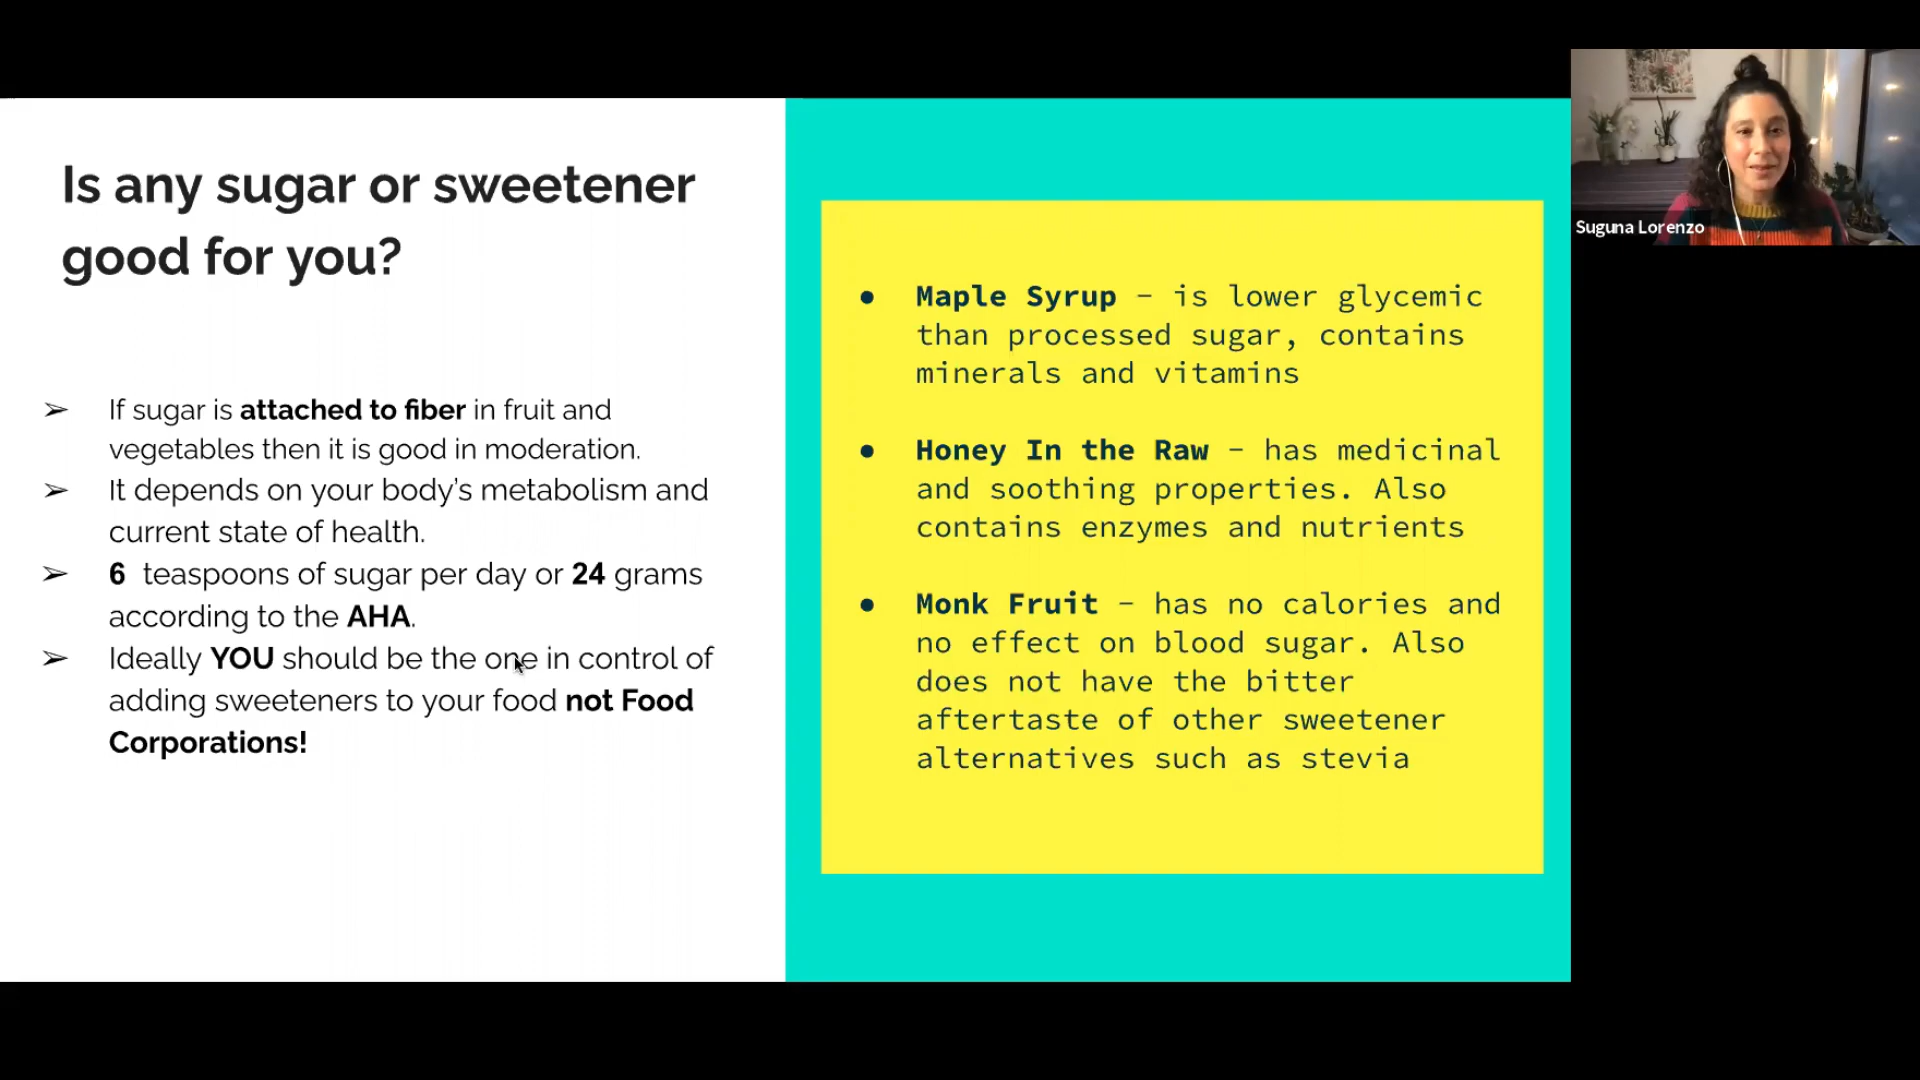 Is any sugar or sweetener
good for you?
➢ If sugar is attached to fiber in fruit and
vegetables then it is good in moderation.
➢ It depends on your body's metabolism and
current state of health.
➢ 6 teaspoons of sugar per day or 24 grams
according to the AHA.
➢ Ideally YOU should be the one in control of
adding sweeteners to your food not Food
Corporations!
● Maple Syrup - is lower glycemic
than processed sugar, contains
minerals and vitamins
● Honey In the Raw - has medicinal
and soothing properties. Also
contains enzymes and nutrients
● Monk Fruit - has no calories and
no effect on blood sugar. Also
does not have the bitter
aftertaste of other sweetener
alternatives such as stevia
Suguna Lorenzo